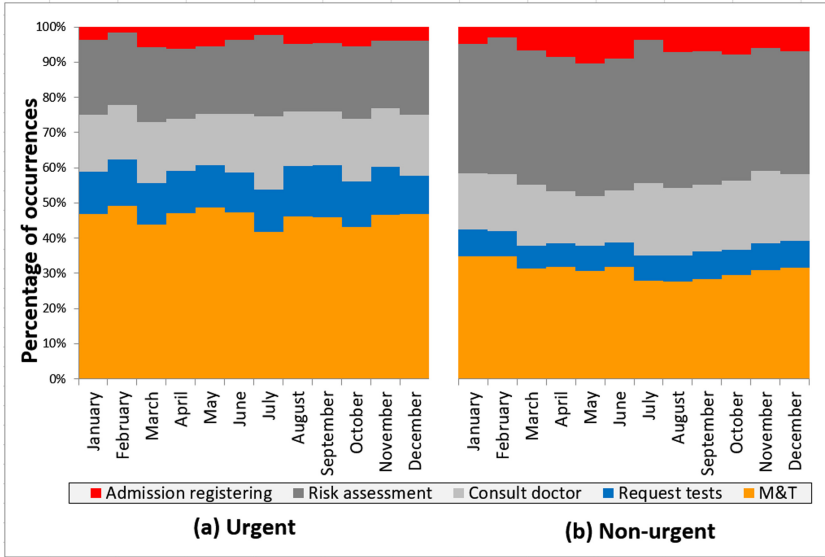 Percentage of occurrences
100%
90%
80%
70%
60%
50%
40%
30%
20%
10%
0%
January February March April May June July August September October November December
January February March April May June July August September October November December
Admission registering Risk assessment Consult doctor Request tests M&T
(a) Urgent (b) Non-urgent